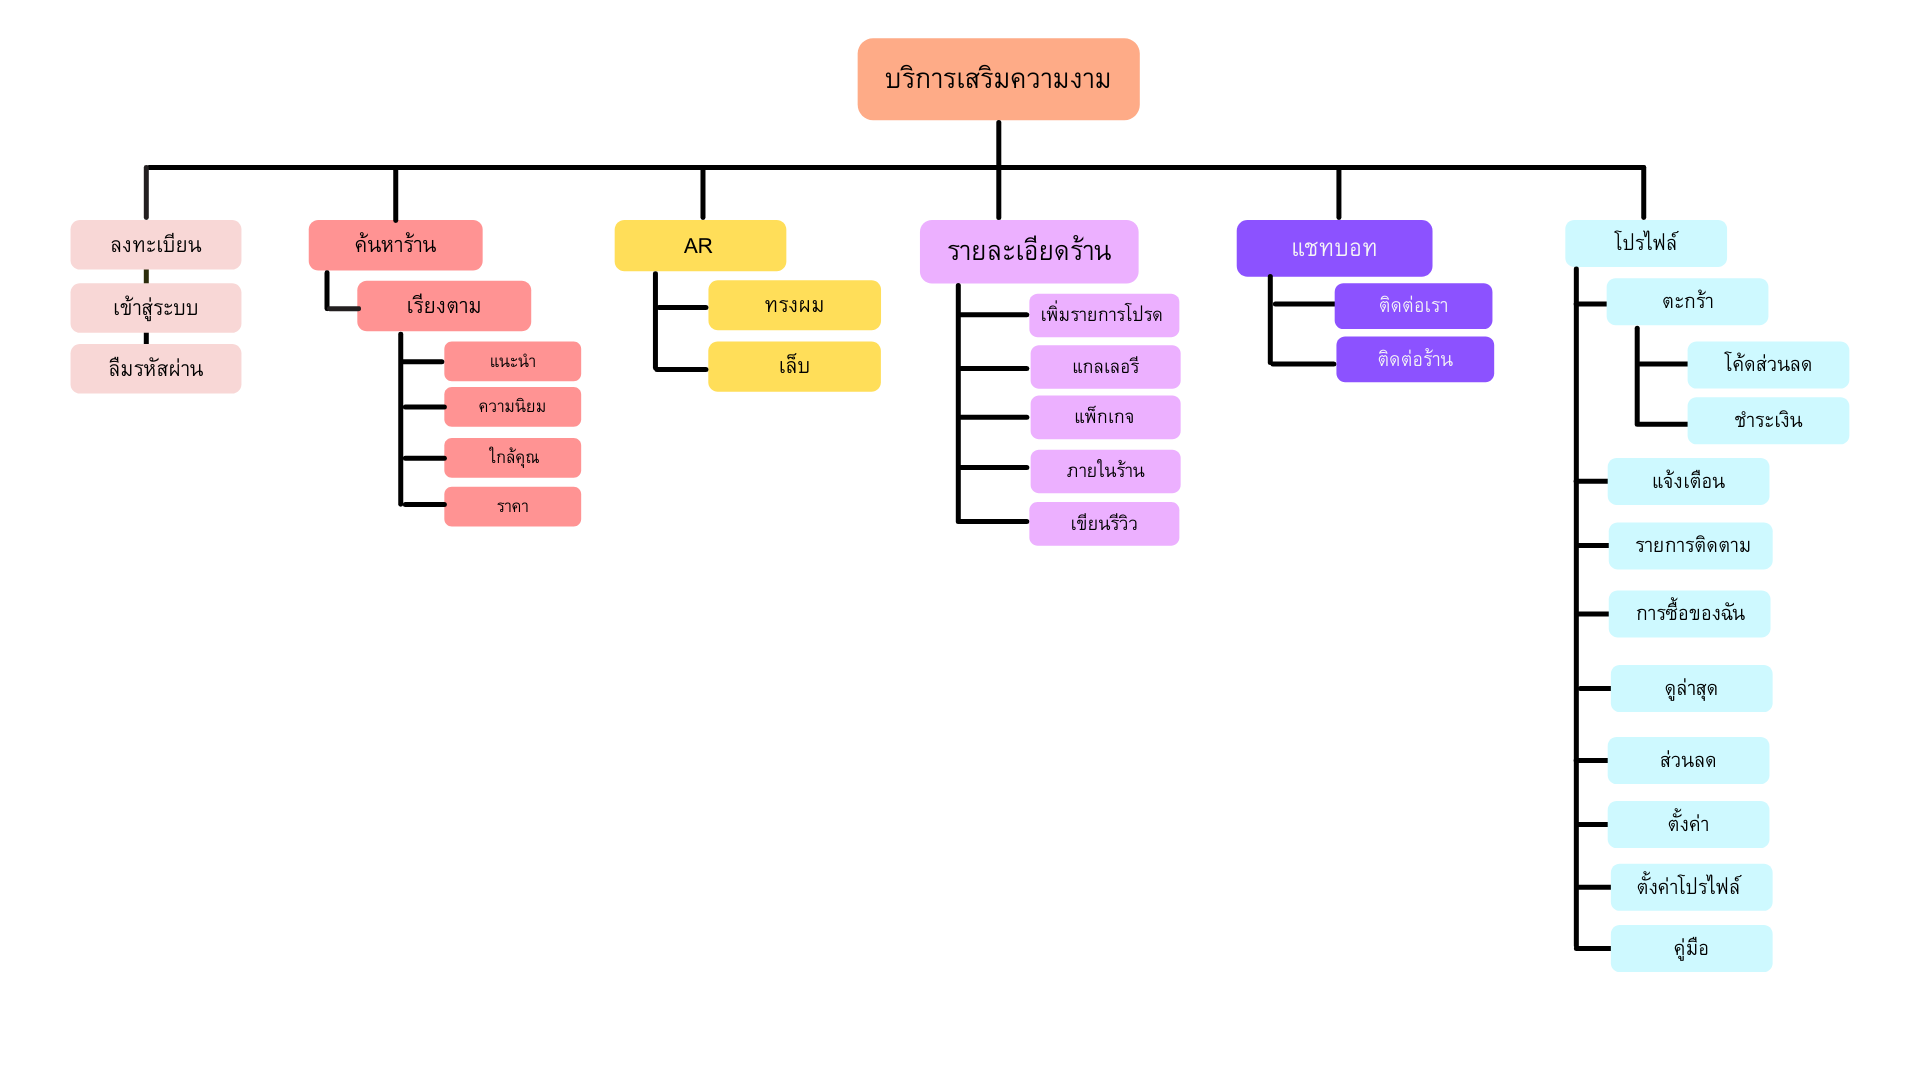 บริการเสริมความงาม
ลงทะเบียน
เข้าสู่ระบบ
ลืมรหัสผ่าน
ค้นหาร้าน
เรียงตาม
แนะนำ
ความนิยม
ใกล้คุณ
ราคา
AR
ทรงผม
เล็บ
รายละเอียดร้าน
เพิ่มรายการโปรด
แกลเลอรี
แพ็กเกจ
ภายในร้าน
เขียนรีวิว
แชทบอท
ติดต่อเรา
ติดต่อร้าน
โปรไฟล์
ตะกร้า
โค้ดส่วนลด
ชำระเงิน
แจ้งเตือน
รายการติดตาม
การซื้อของฉัน
ดูล่าสุด
ส่วนลด
ตั้งค่า
ตั้งค่าโปรไฟล์
คู่มือ